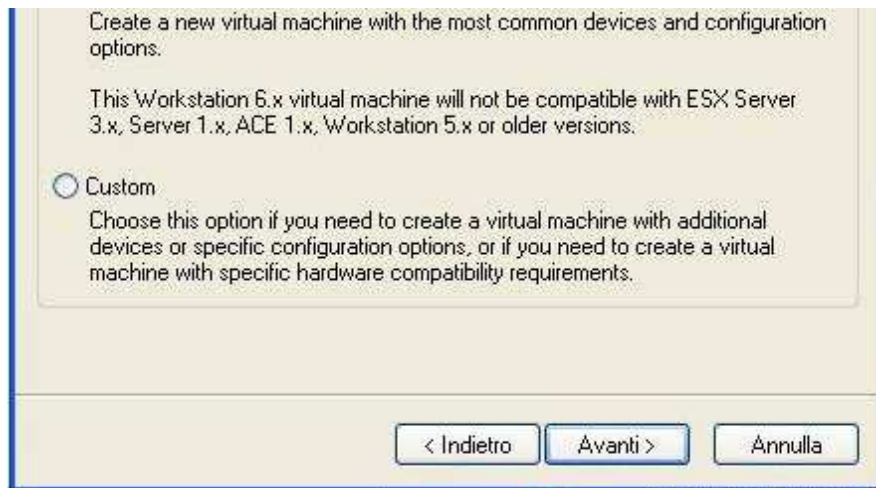 Create a new virtual machine with the most common devices and configuration
options.
This Workstation 6.x virtual machine will not be compatible with ESX Server
3.x, Server 1.x, ACE 1.x, Workstation 5.x or older versions.
Custom
Choose this option if you need to create a virtual machine with additional
devices or specific configuration options, or if you need to create a virtual
machine with specific hardware compatibility requirements.
< Indietro Avanti > Annulla